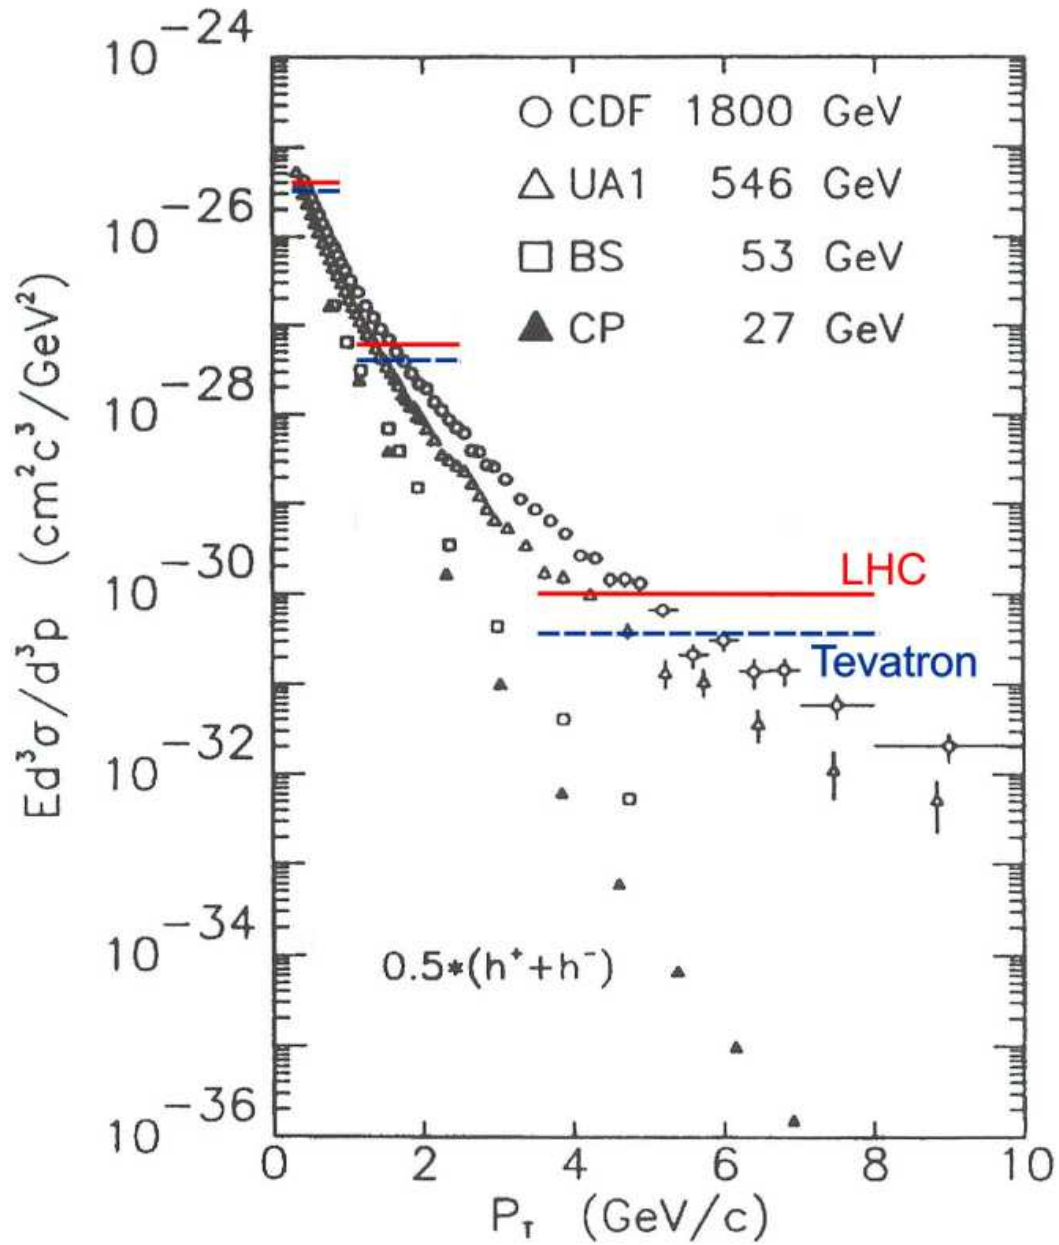 10−24
10−26
10−28
10−30
10−32
10−34
10−36
Ed³σ/d³p (cm²c³/GeV²)
○ CDF 1800 GeV
△ UA1 546 GeV
□ BS 53 GeV
▲ CP 27 GeV
LHC
Tevatron
0.5*(h⁺+h⁻)
0 2 4 6 8 10
P_T (GeV/c)